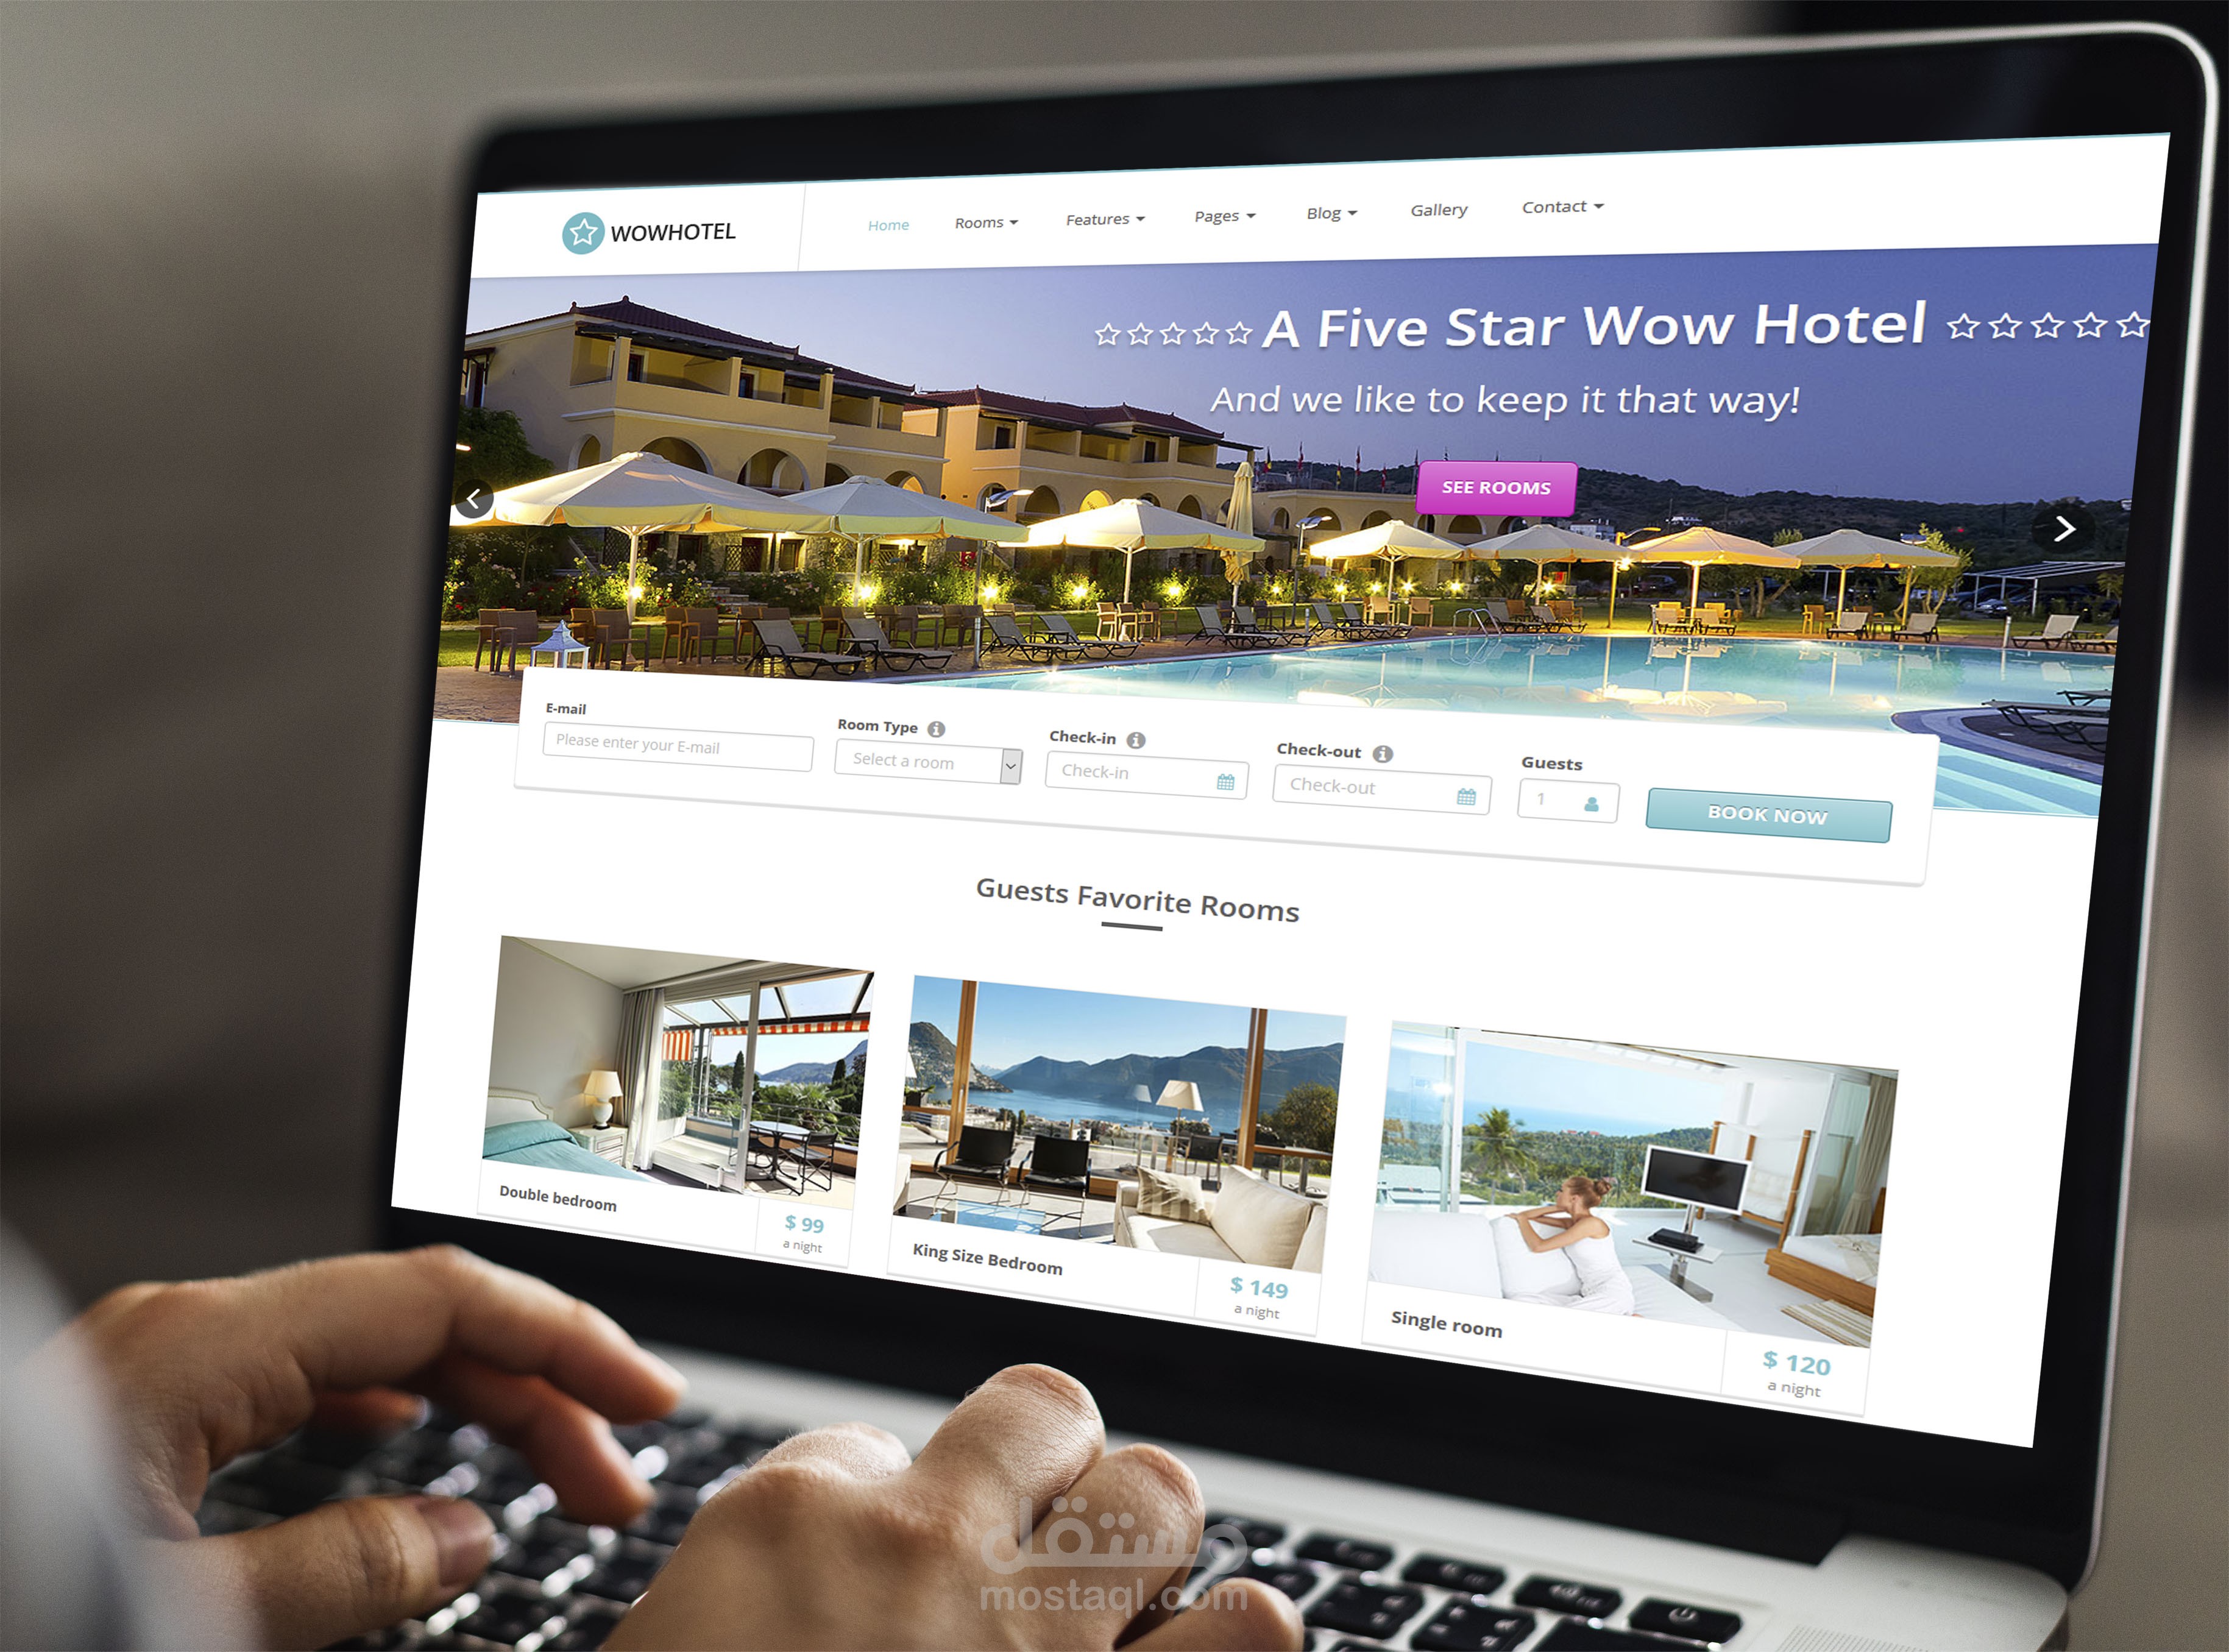 WOWHOTEL
Home Rooms Features Pages Blog Gallery Contact
A Five Star Wow Hotel
And we like to keep it that way!
SEE ROOMS
E-mail Room Type Check-in Check-out Guests
Please enter your E-mail Select a room Check-in Check-out 1 BOOK NOW
Guests Favorite Rooms
Double bedroom
$ 99
a night
King Size Bedroom
$ 149
a night
Single room
$ 120
a night
مستقل
mostaql.com